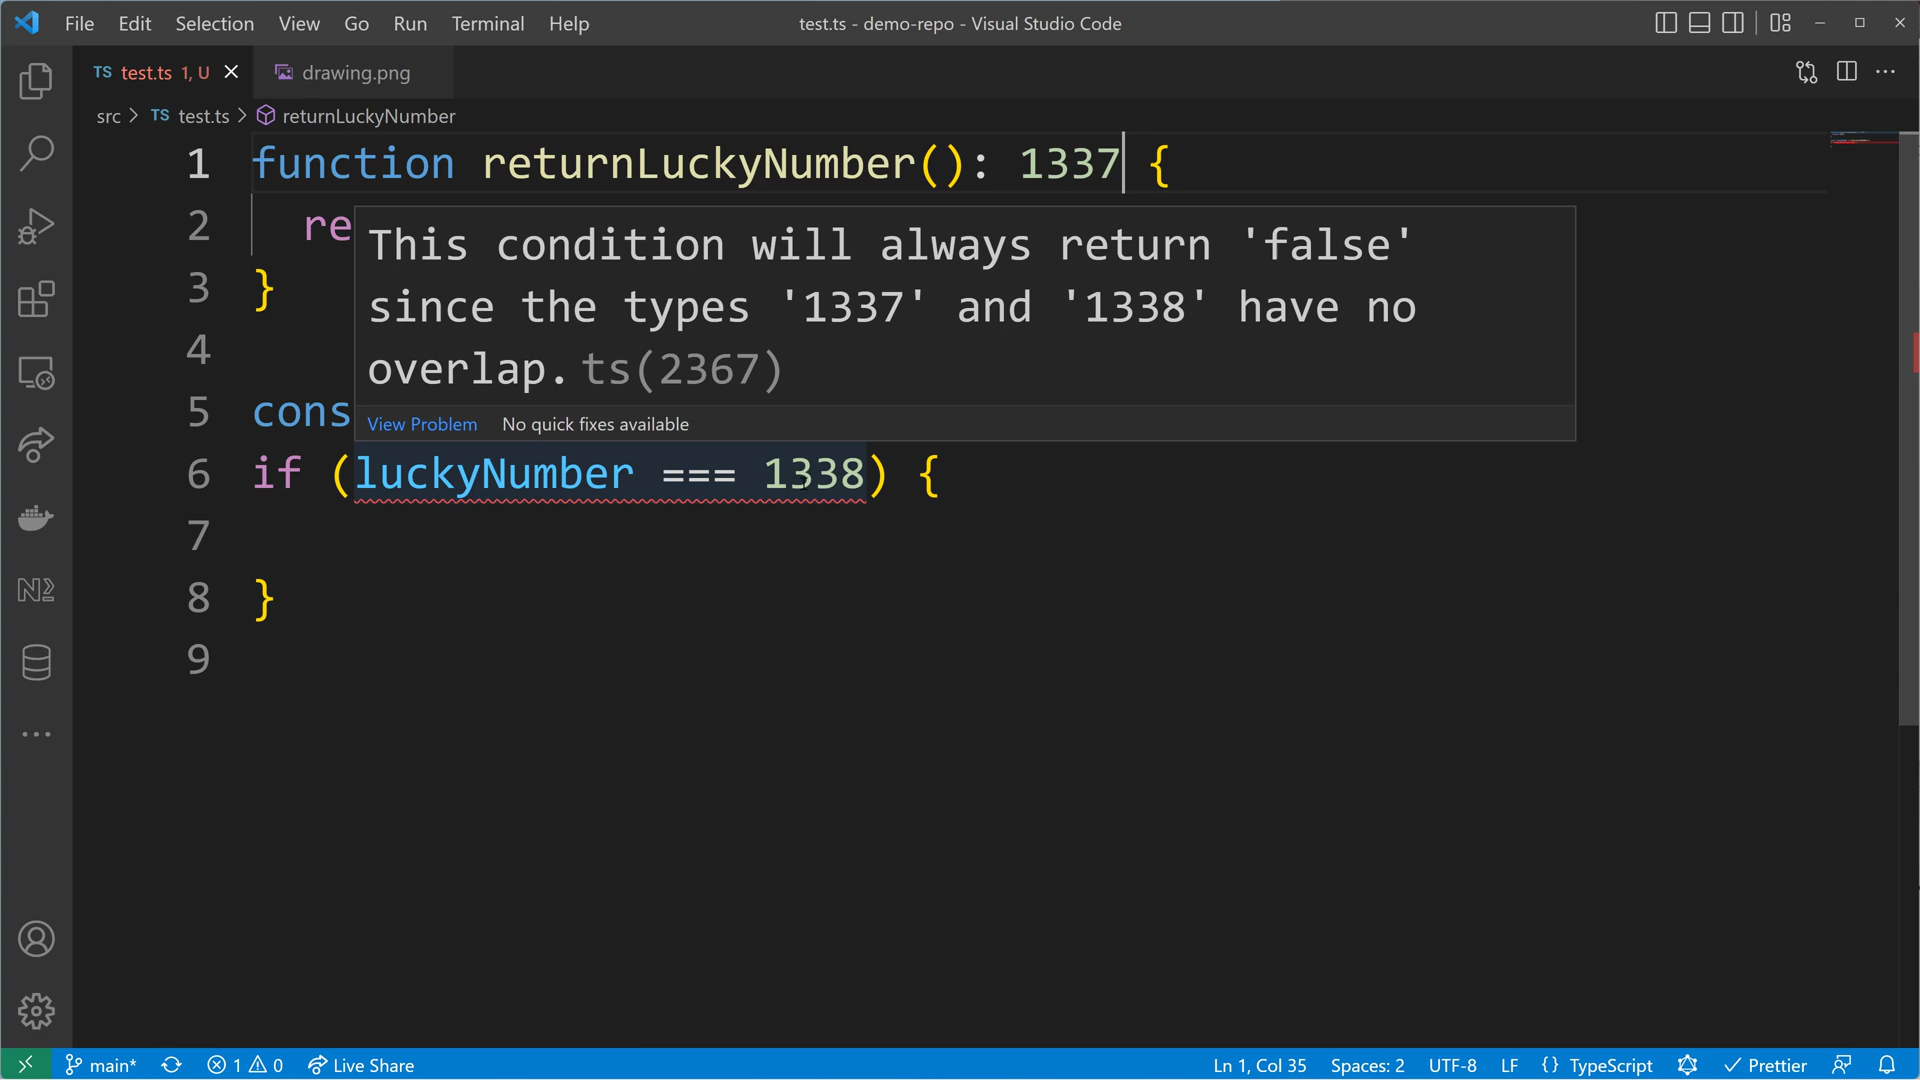 File Edit Selection View Go Run Terminal Help test.ts - demo-repo - Visual Studio Code
TS test.ts 1, U drawing.png
src > TS test.ts > returnLuckyNumber
1 function returnLuckyNumber(): 1337 {
2 re
This condition will always return 'false'
3 }
since the types '1337' and '1338' have no
4
overlap. ts(2367)
5 cons
View Problem No quick fixes available
6 if (luckyNumber === 1338) {
7
8 }
9
main* 1 0 Live Share Ln 1, Col 35 Spaces: 2 UTF-8 LF {} TypeScript Prettier